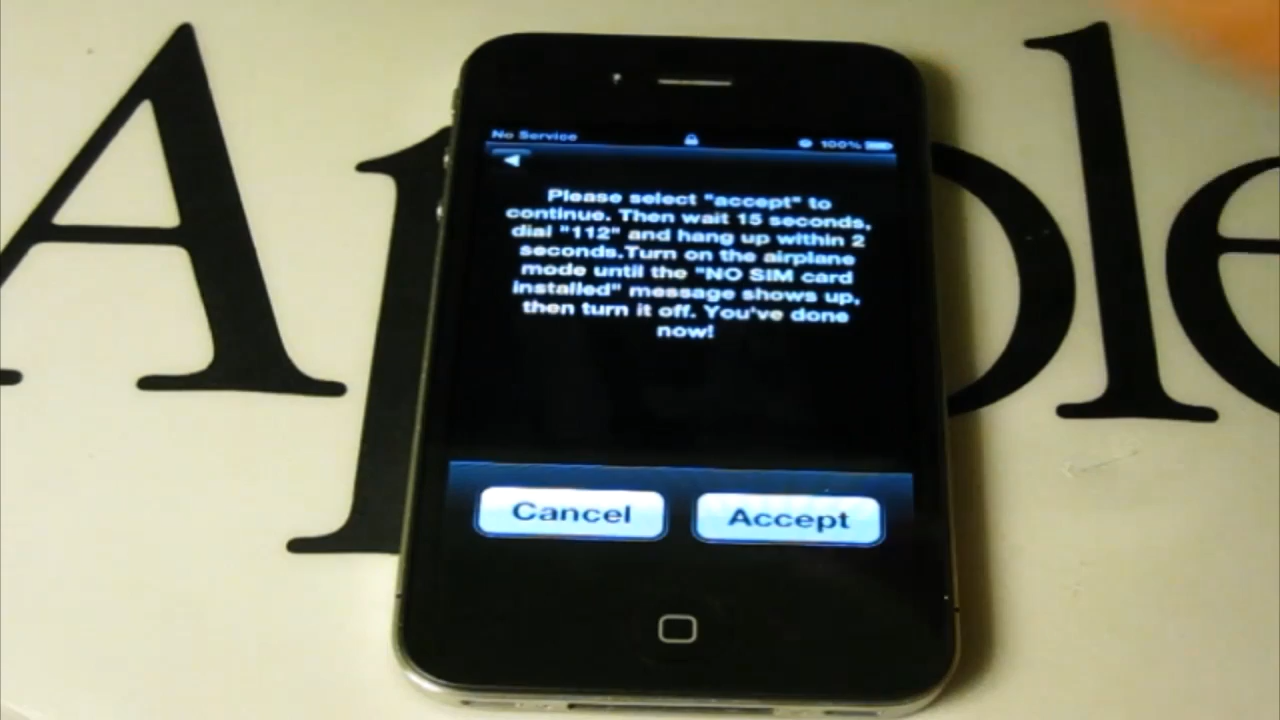 Apple
No Service
100%
Please select "accept" to
continue. Then wait 15 seconds,
dial "112" and hang up within 2
seconds.Turn on the airplane
mode until the "NO SIM card
installed" message shows up,
then turn it off. You've done
now!
Cancel
Accept